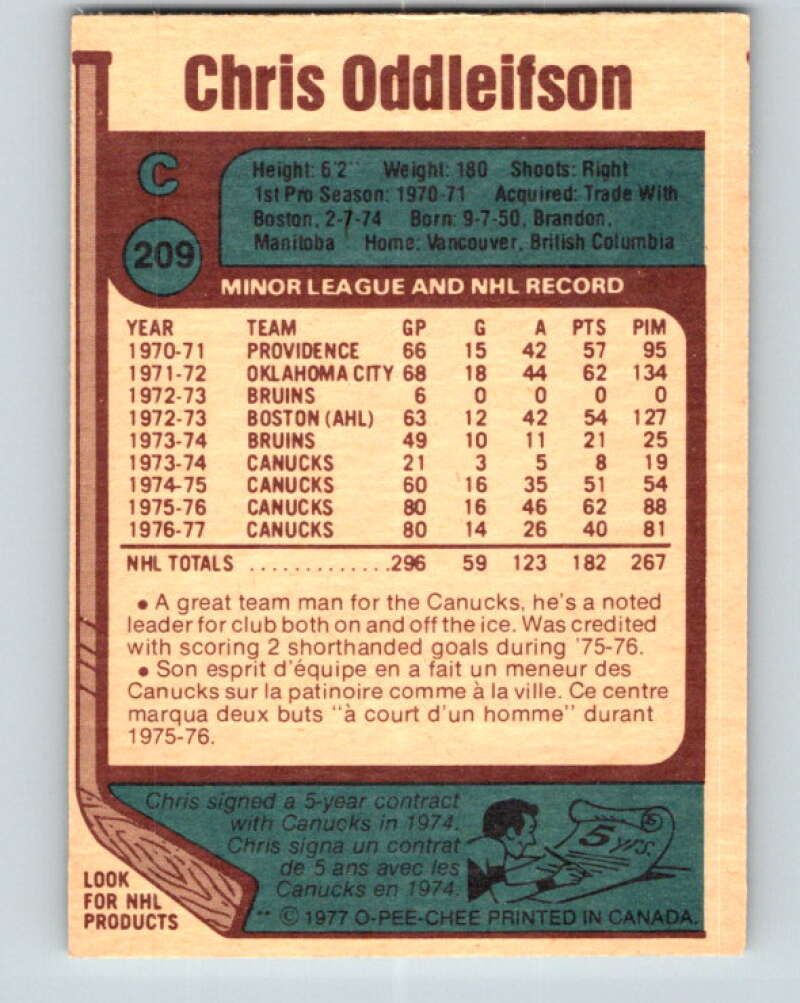 Chris Oddleifson
C
Height: 6'2" Weight: 180 Shoots: Right
1st Pro Season: 1970-71 Acquired: Trade With
Boston, 2-7-74 Born: 9-7-50, Brandon,
Manitoba Home: Vancouver, British Columbia
209
MINOR LEAGUE AND NHL RECORD
YEAR TEAM GP G A PTS PIM
1970-71 PROVIDENCE 66 15 42 57 95
1971-72 OKLAHOMA CITY 68 18 44 62 134
1972-73 BRUINS 6 0 0 0 0
1972-73 BOSTON (AHL) 63 12 42 54 127
1973-74 BRUINS 49 10 11 21 25
1973-74 CANUCKS 21 3 5 8 19
1974-75 CANUCKS 60 16 35 51 54
1975-76 CANUCKS 80 16 46 62 88
1976-77 CANUCKS 80 14 26 40 81
NHL TOTALS .............296 59 123 182 267
• A great team man for the Canucks, he's a noted
leader for club both on and off the ice. Was credited
with scoring 2 shorthanded goals during '75-76.
• Son esprit d'équipe en a fait un meneur des
Canucks sur la patinoire comme à la ville. Ce centre
marqua deux buts "à court d'un homme" durant
1975-76.
Chris signed a 5-year contract
with Canucks in 1974.
Chris signa un contrat
de 5 ans avec les
Canucks en 1974.
5 yrs.
LOOK
FOR NHL
PRODUCTS
** © 1977 O-PEE-CHEE PRINTED IN CANADA.